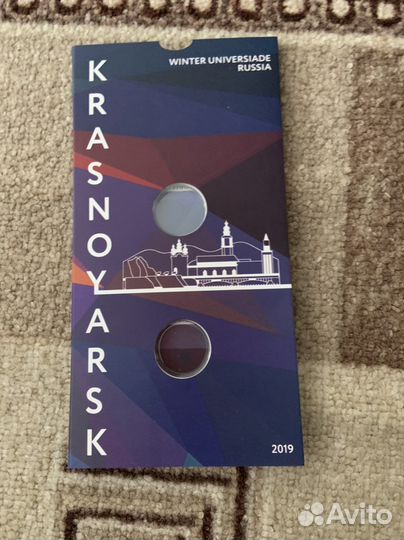 WINTER UNIVERSIADE
RUSSIA
KRASNOYARSK
2019
Avito